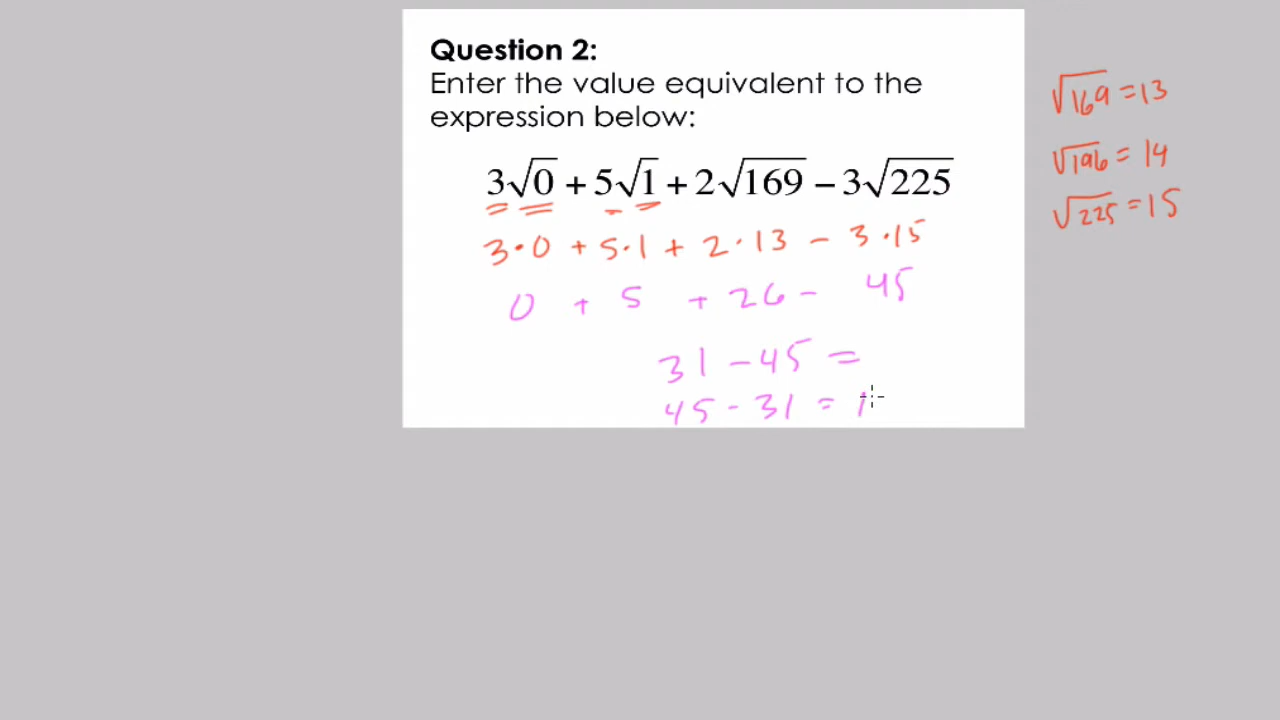 Question 2:
Enter the value equivalent to the
expression below:
3√0 + 5√1 + 2√169 − 3√225
3·0 + 5·1 + 2·13 − 3·15
0 + 5 + 26 − 45
31 − 45 =
45 − 31 = 1
√169 = 13
√196 = 14
√225 = 15